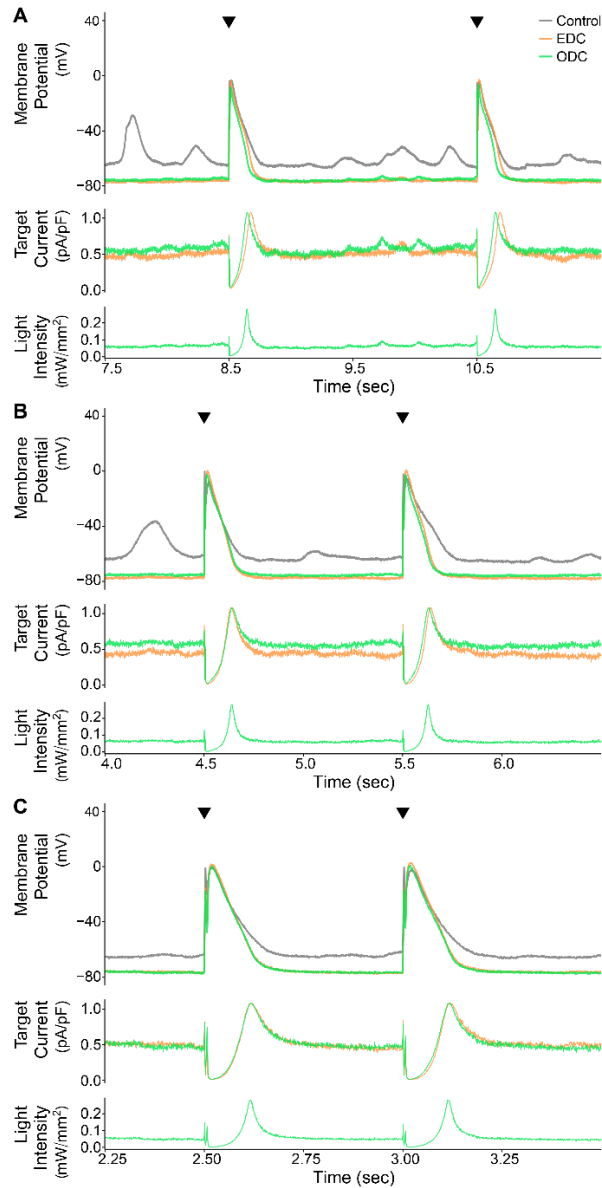 A
Control
EDC
ODC
Membrane
Potential
(mV)
40
0
−40
−80
Target
Current
(pA/pF)
1.0
0.5
0.0
Light
Intensity
(mW/mm²)
0.2
0.1
0.0
7.5
8.5
9.5
10.5
Time (sec)
B
Membrane
Potential
(mV)
40
0
−40
−80
Target
Current
(pA/pF)
1.0
0.5
0
Light
Intensity
(mW/mm²)
0.2
0.1
0.0
4.0
4.5
5.0
5.5
6.0
Time (sec)
C
Membrane
Potential
(mV)
40
0
−40
−80
Target
Current
(pA/pF)
1.0
0.5
0
Light
Intensity
(mW/mm²)
0.2
0.1
0.0
2.25
2.50
2.75
3.00
3.25
Time (sec)